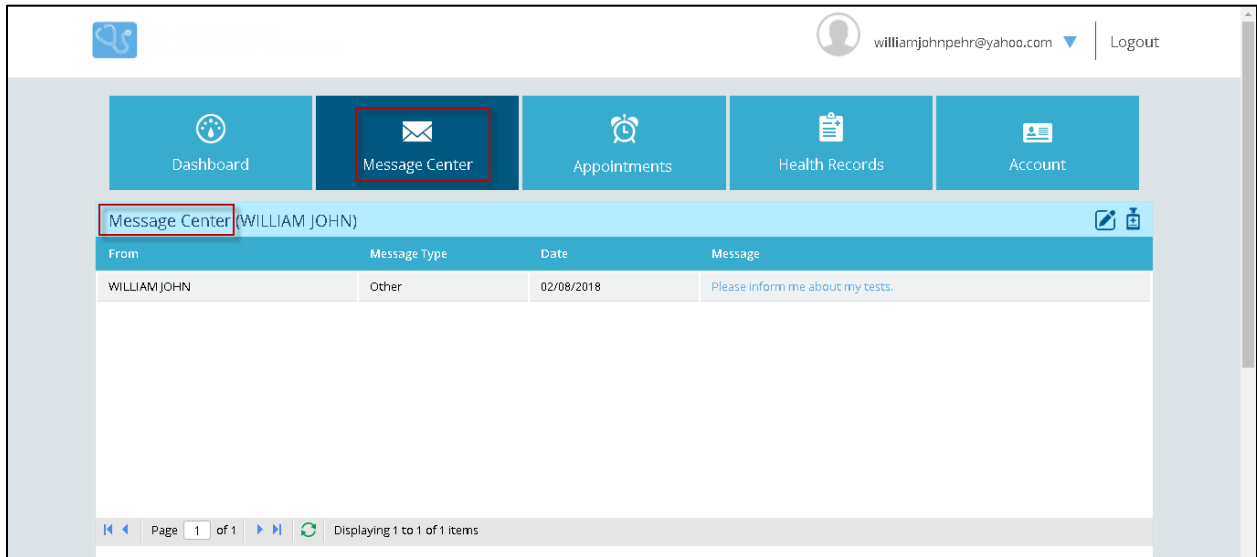 williamjohnpehr@yahoo.com Logout
Dashboard Message Center Appointments Health Records Account
Message Center (WILLIAM JOHN)
From Message Type Date Message
WILLIAM JOHN Other 02/08/2018 Please inform me about my tests.
Page 1 of 1 Displaying 1 to 1 of 1 items